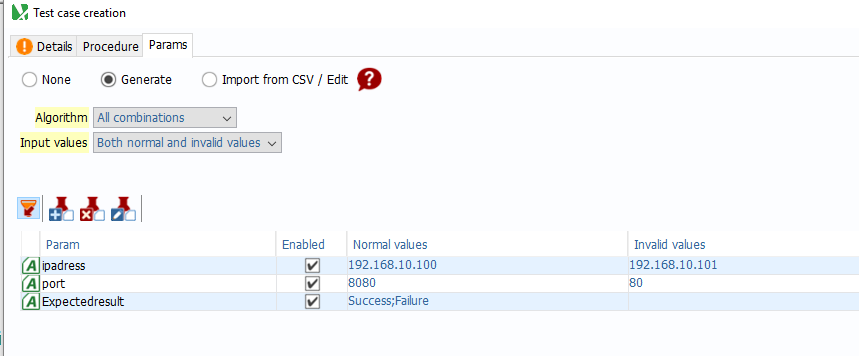 Test case creation
Details Procedure Params
None Generate Import from CSV / Edit ?
Algorithm All combinations
Input values Both normal and invalid values
Param Enabled Normal values Invalid values
A ipadress 192.168.10.100 192.168.10.101
A port 8080 80
A Expectedresult Success;Failure